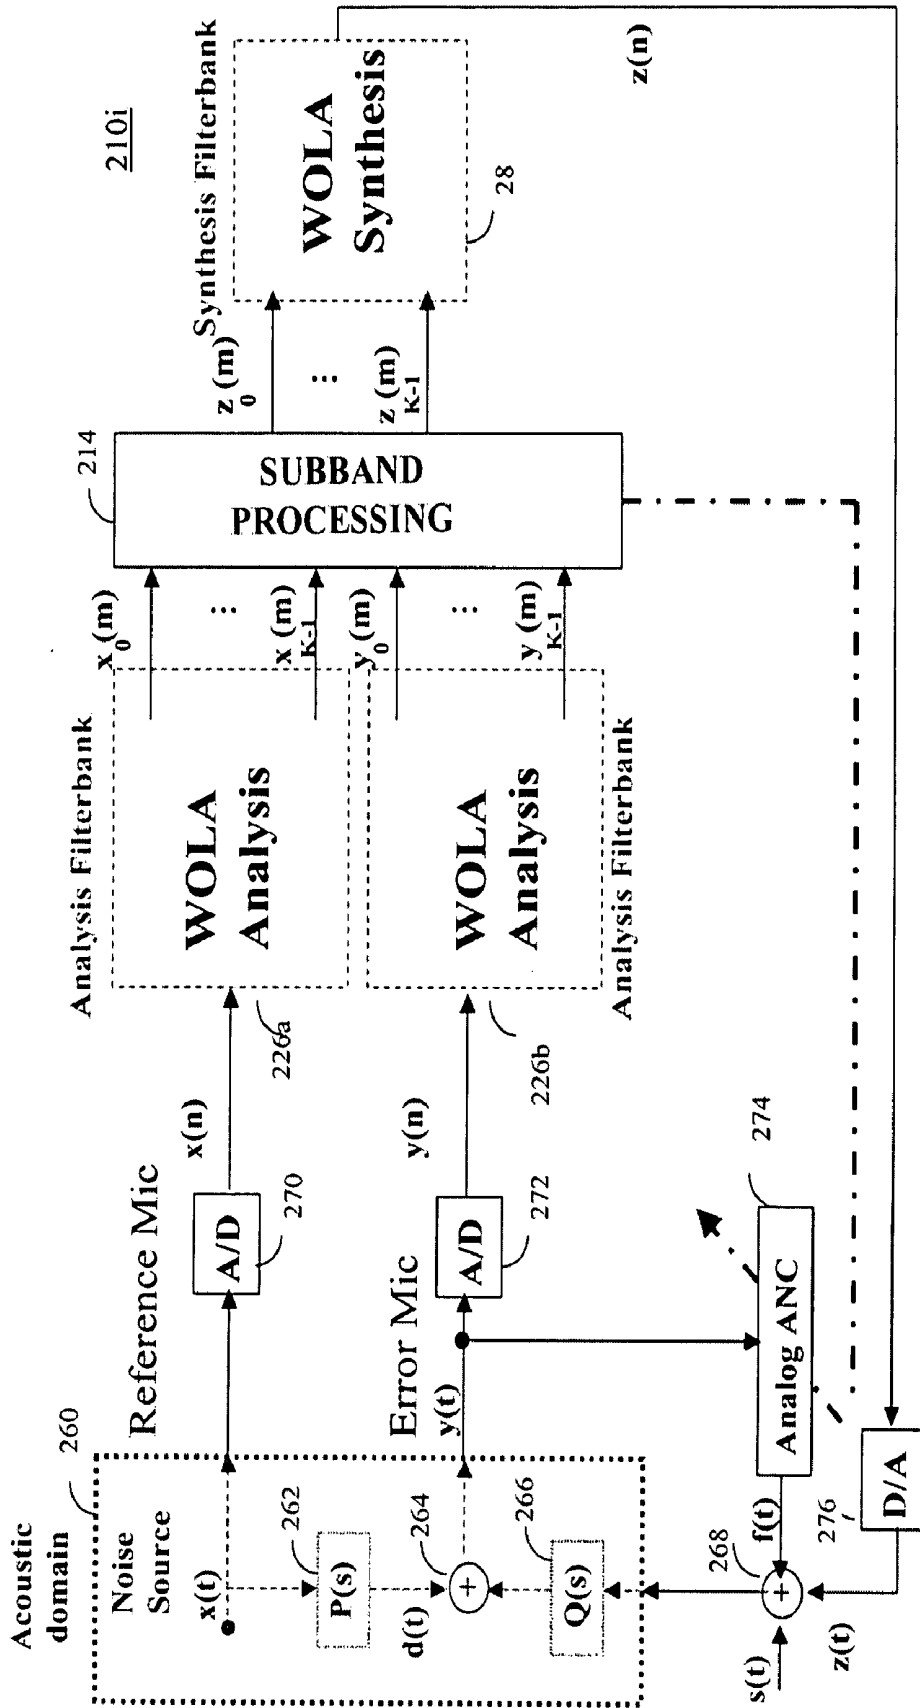 210i
Acoustic
domain
260
Noise
Source
x(t)
262
P(s)
d(t)
264
+
266
Q(s)
Reference Mic
A/D
270
x(n)
Error Mic
y(t)
A/D
272
y(n)
Analysis Filterbank
WOLA
Analysis
226a
WOLA
Analysis
226b
Analysis Filterbank
x0(m)
...
xK-1(m)
y0(m)
...
yK-1(m)
214
SUBBAND
PROCESSING
z0(m)
...
zK-1(m)
Synthesis Filterbank
WOLA
Synthesis
28
z(n)
274
Analog ANC
f(t)
268
+
s(t)
z(t)
276
D/A